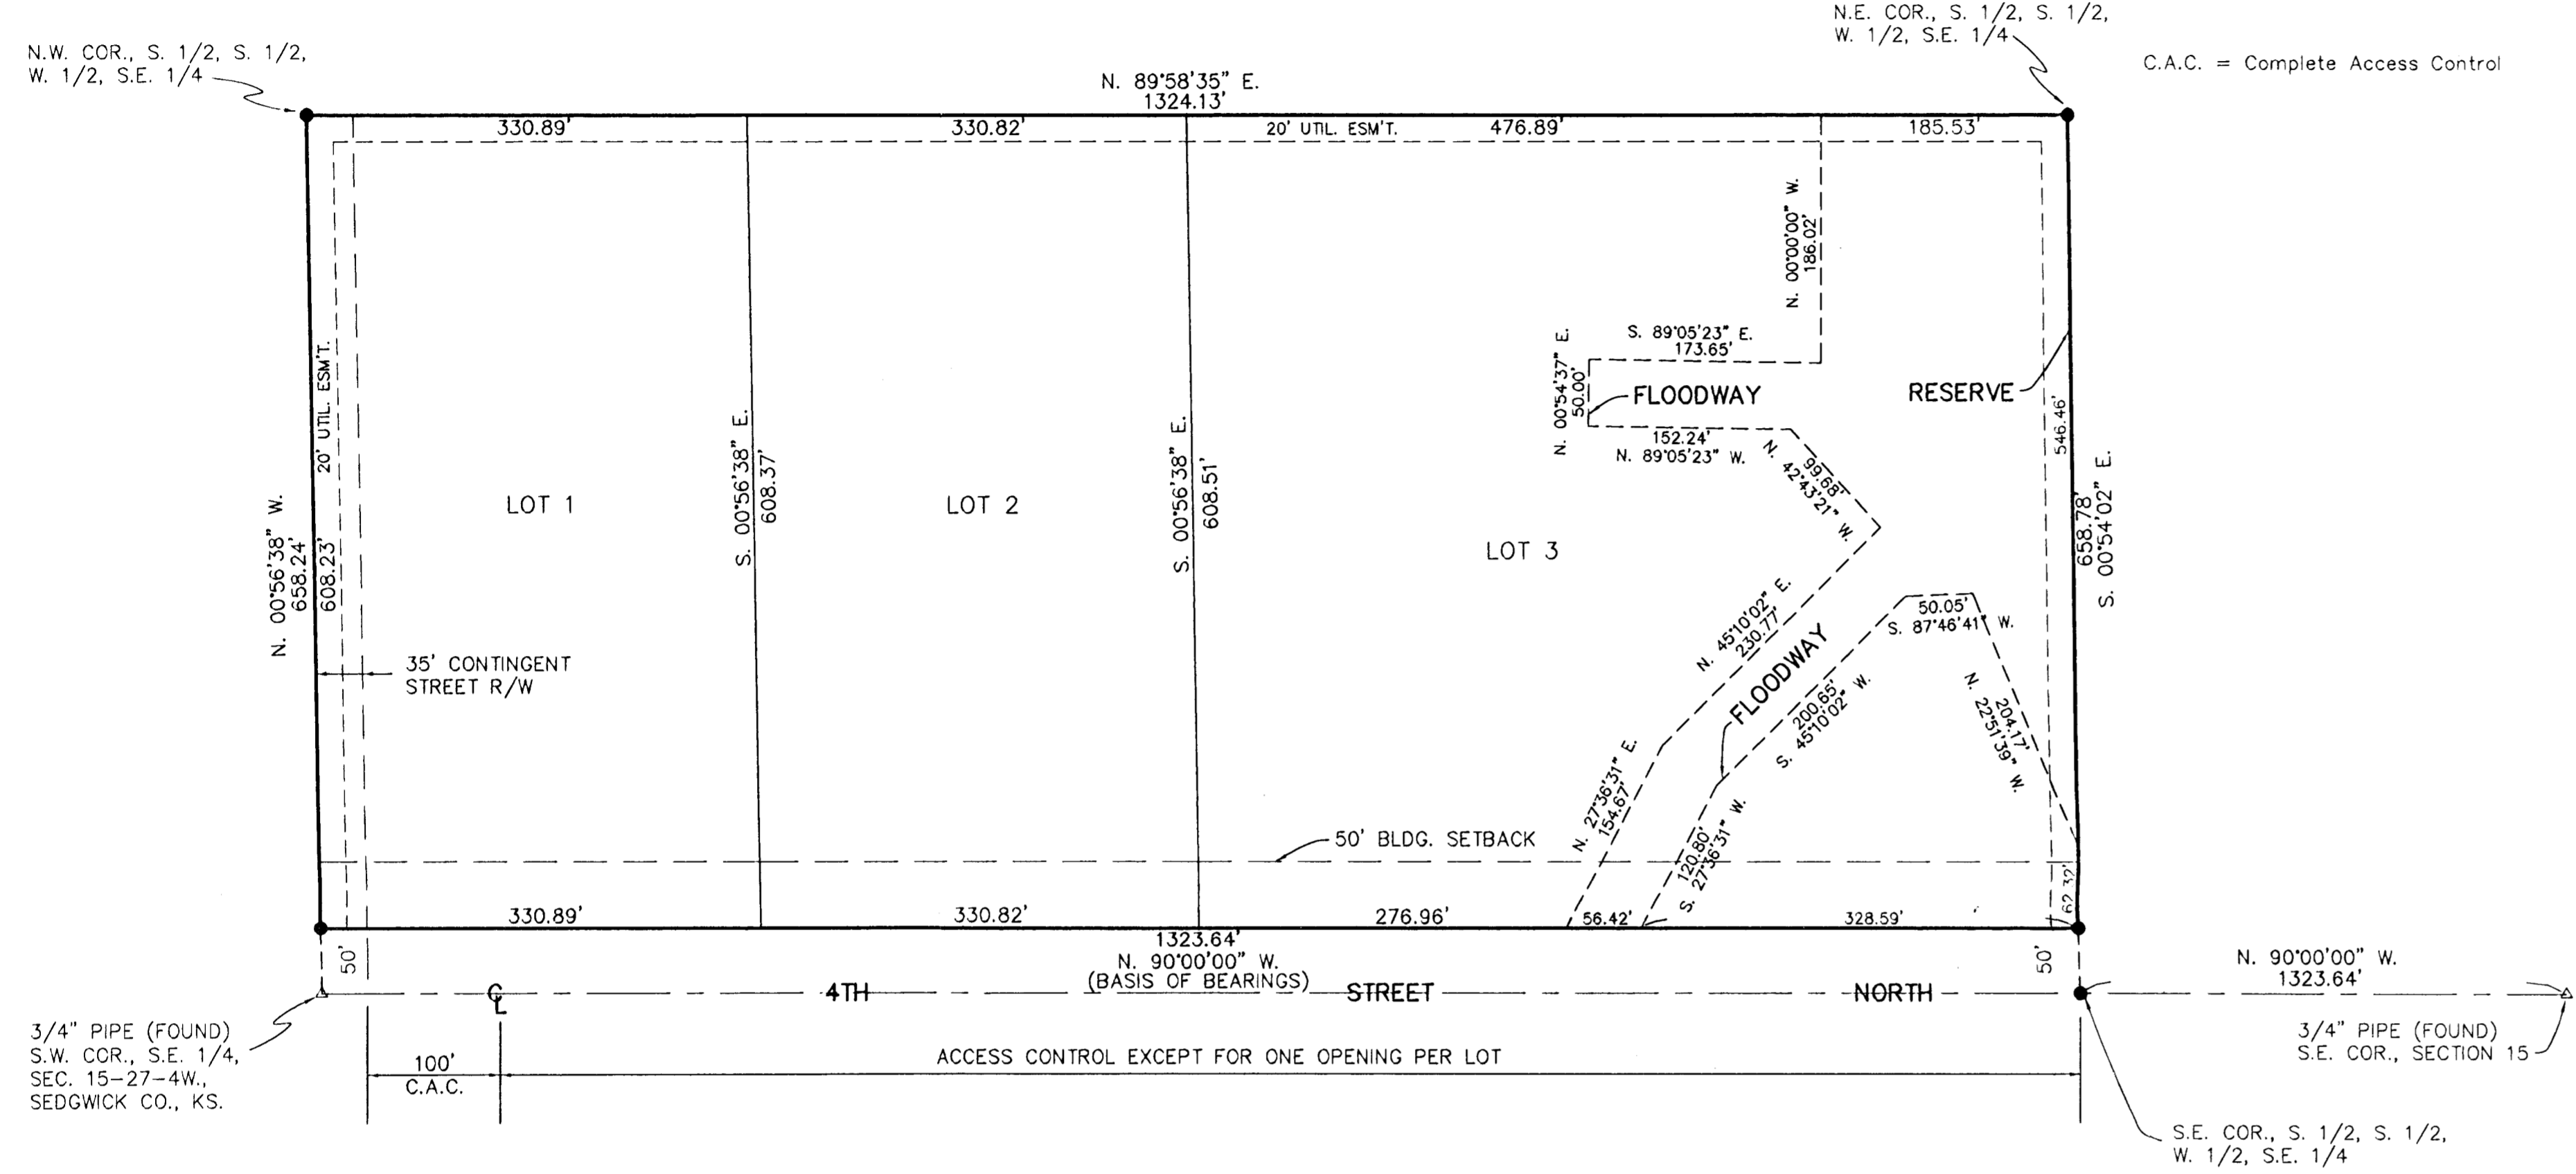 N.W. COR., S. 1/2, S. 1/2,
W. 1/2, S.E. 1/4
N. 89°58'35" E.
1324.13'
N.E. COR., S. 1/2, S. 1/2,
W. 1/2, S.E. 1/4
C.A.C. = Complete Access Control
330.89'
330.82'
20' UTIL. ESM'T.
476.89'
185.53'
N. 00°56'38" W.
658.24'
608.23'
20' UTIL. ESM'T.
LOT 1
35' CONTINGENT
STREET R/W
S. 00°56'38" E.
608.37'
LOT 2
S. 00°56'38" E.
608.51'
LOT 3
N. 00°00'00" W.
186.02'
S. 89°05'23" E.
173.65'
N. 00°54'37" E.
50.00'
FLOODWAY
152.24'
N. 89°05'23" W.
99.68'
N. 42°43'21" W.
RESERVE
546.46'
658.78'
S. 00°54'02" E.
N. 45°10'02" E.
230.77'
FLOODWAY
200.65'
S. 45°10'02" W.
50.05'
S. 87°46'41" W.
204.17'
N. 22°51'39" W.
N. 27°36'31" E.
154.67'
120.80'
S. 27°36'31" W.
50' BLDG. SETBACK
62.32'
330.89'
330.82'
276.96'
56.42'
328.59'
1323.64'
N. 90°00'00" W.
(BASIS OF BEARINGS)
50'
50'
CL
4TH STREET NORTH
N. 90°00'00" W.
1323.64'
3/4" PIPE (FOUND)
S.W. COR., S.E. 1/4,
SEC. 15-27-4W.,
SEDGWICK CO., KS.
100'
C.A.C.
ACCESS CONTROL EXCEPT FOR ONE OPENING PER LOT
3/4" PIPE (FOUND)
S.E. COR., SECTION 15
S.E. COR., S. 1/2, S. 1/2,
W. 1/2, S.E. 1/4